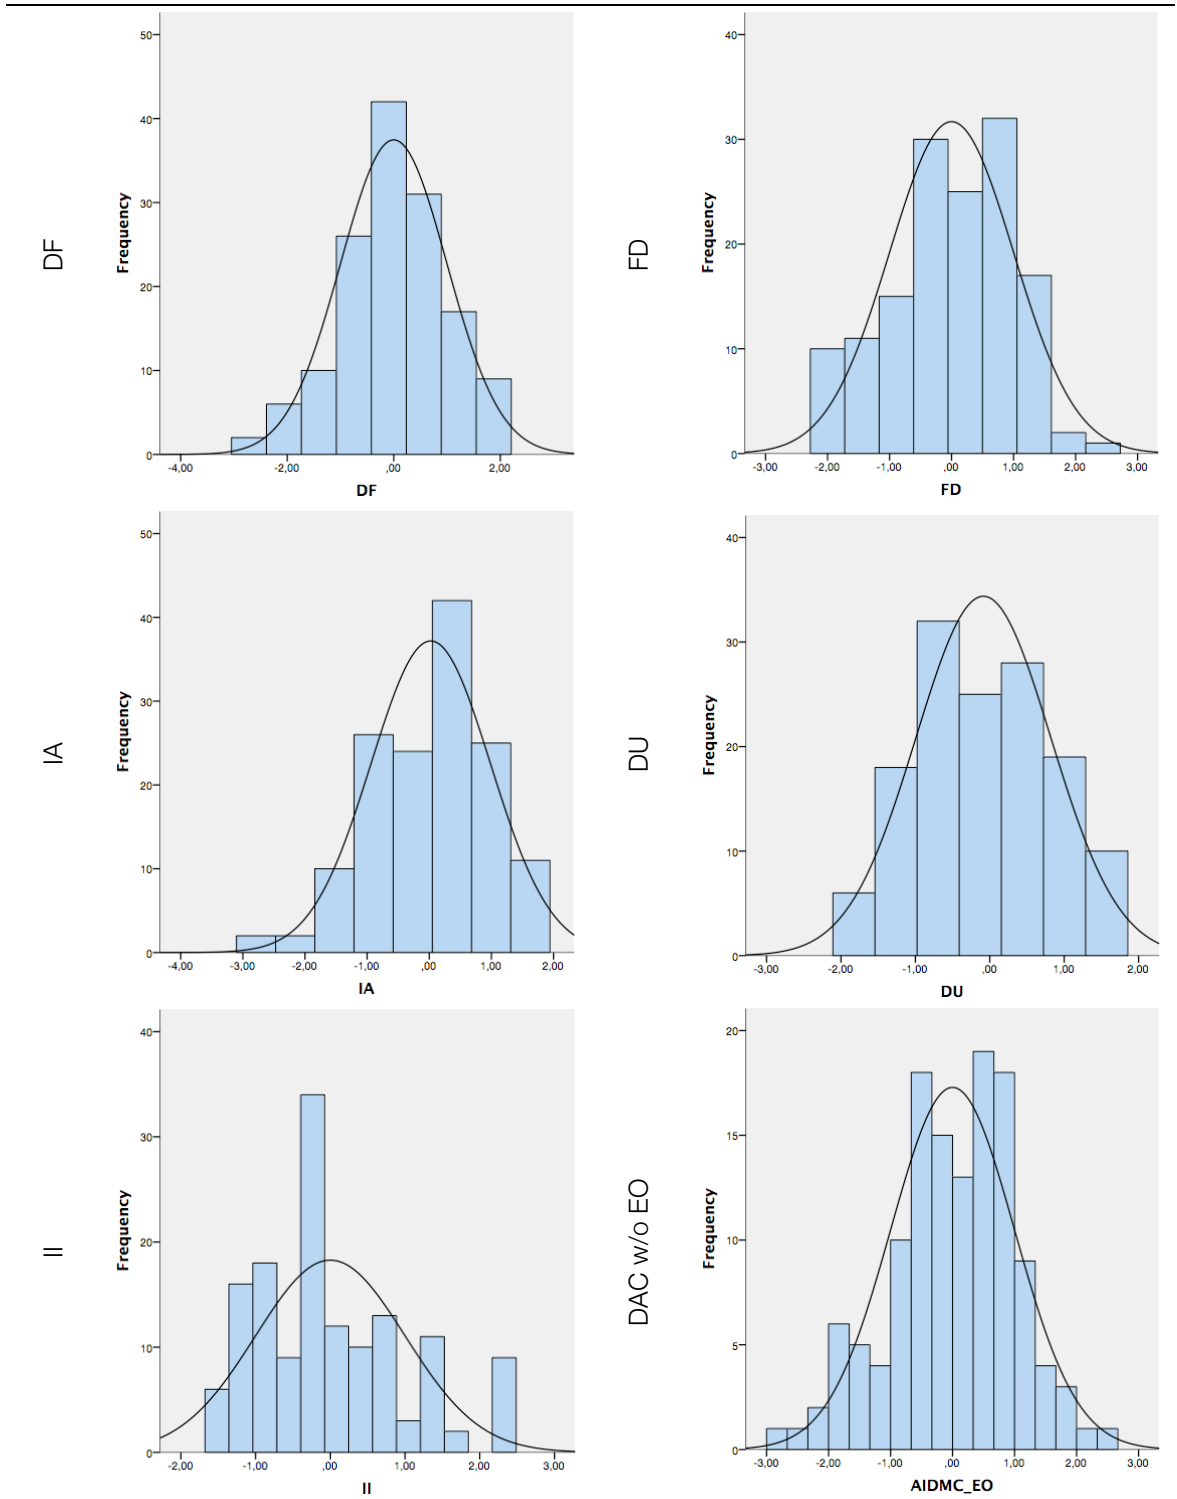 DF
Frequency
50
40
30
20
10
0
-4,00 -2,00 ,00 2,00
DF
FD
Frequency
40
30
20
10
0
-3,00 -2,00 -1,00 ,00 1,00 2,00 3,00
FD
IA
Frequency
50
40
30
20
10
0
-4,00 -3,00 -2,00 -1,00 ,00 1,00 2,00
IA
DU
Frequency
40
30
20
10
0
-3,00 -2,00 -1,00 ,00 1,00 2,00
DU
II
Frequency
40
30
20
10
0
-2,00 -1,00 ,00 1,00 2,00 3,00
II
DAC w/o EO
Frequency
20
15
10
5
0
-3,00 -2,00 -1,00 ,00 1,00 2,00 3,00
AIDMC_EO